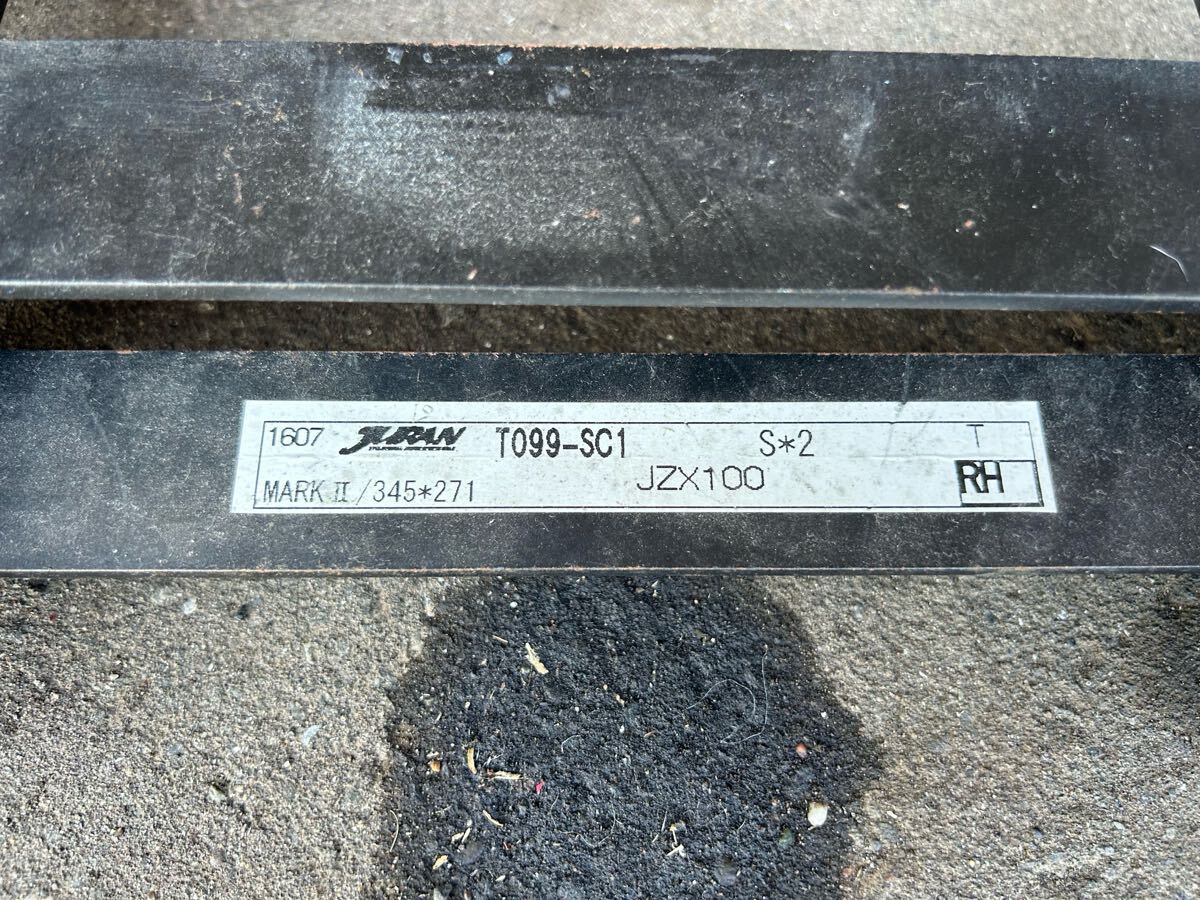 1607 JURAN T099-SC1 S*2 T
MARK II /345*271 JZX100 RH